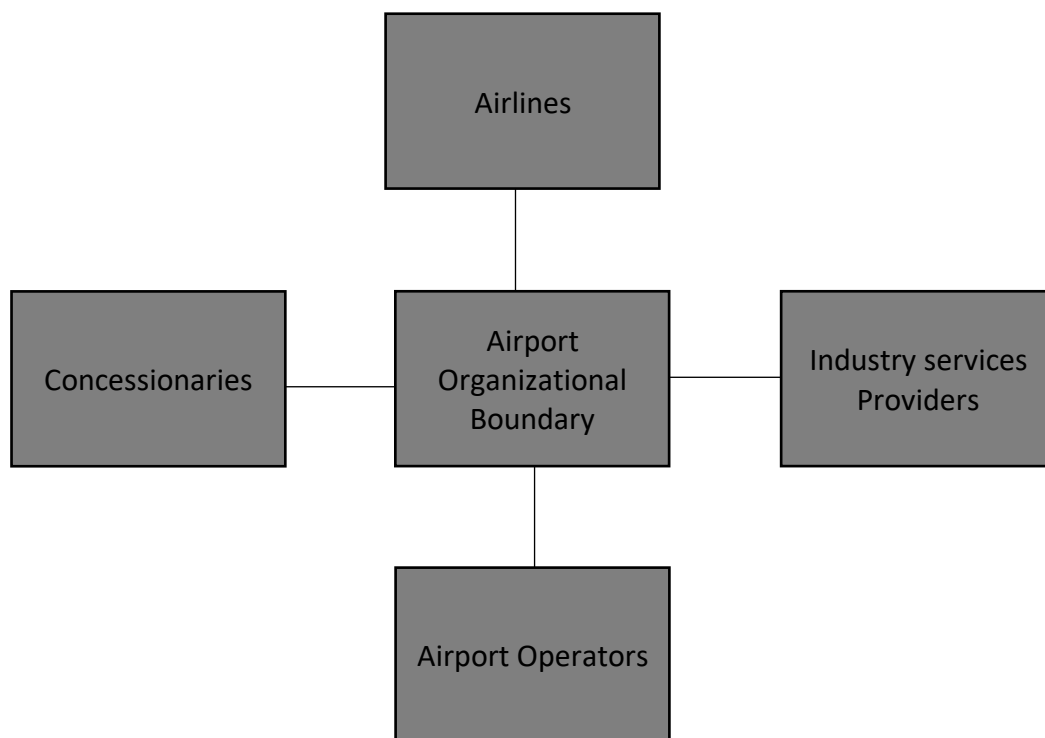 Airlines
Concessionaries
Airport
Organizational
Boundary
Industry services
Providers
Airport Operators